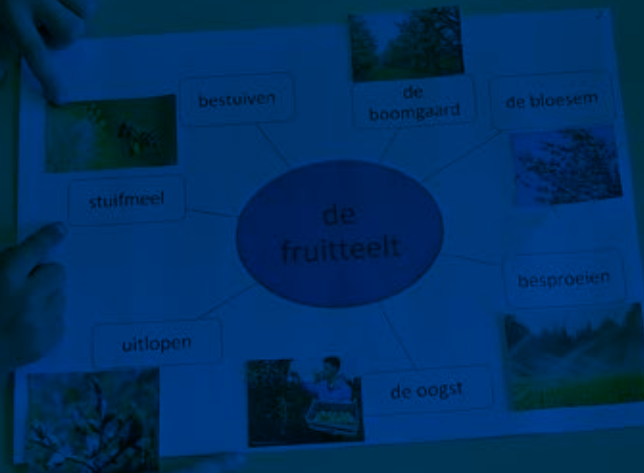 bestuiven
de
boomgaard
de bloesem
stuifmeel
de
fruitteelt
besproeien
uitlopen
de oogst